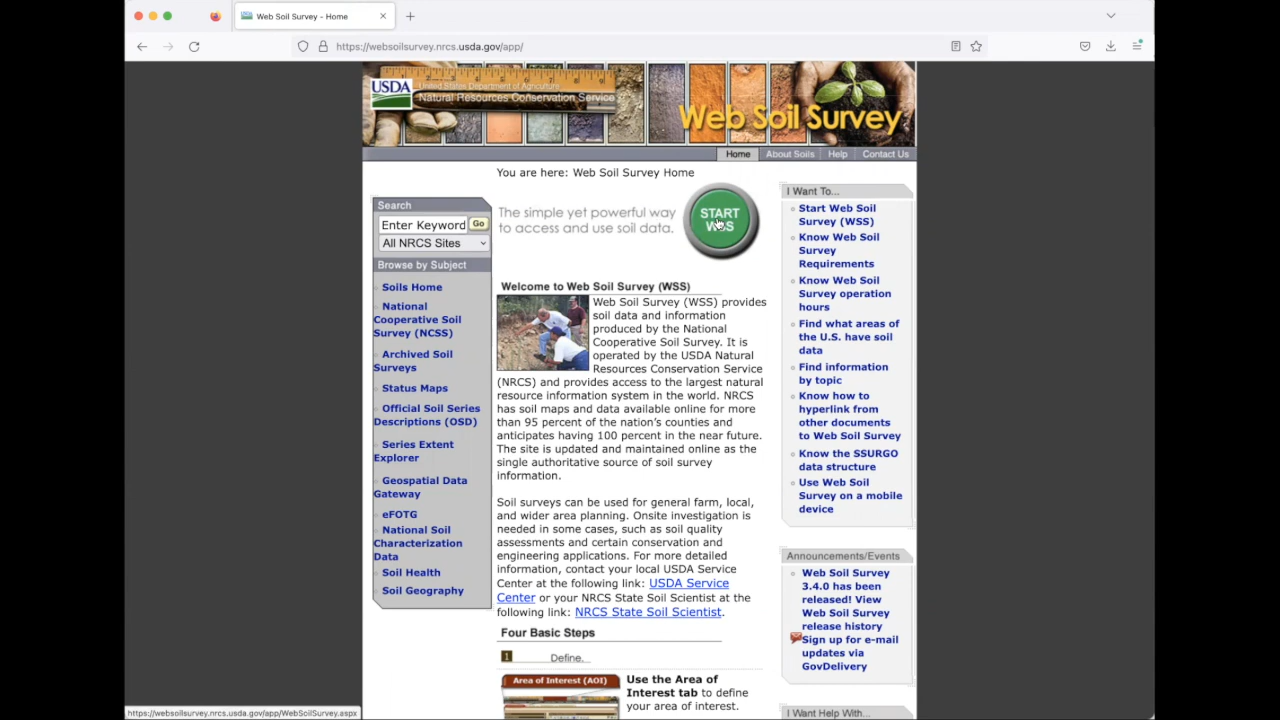 Web Soil Survey - Home
https://websoilsurvey.nrcs.usda.gov/app/
USDA
United States Department of Agriculture
Natural Resources Conservation Service
Web Soil Survey
Home
About Soils
Help
Contact Us
You are here: Web Soil Survey Home
Search
Enter Keyword
Go
All NRCS Sites
Browse by Subject
Soils Home
National
Cooperative Soil
Survey (NCSS)
Archived Soil
Surveys
Status Maps
Official Soil Series
Descriptions (OSD)
Series Extent
Explorer
Geospatial Data
Gateway
eFOTG
National Soil
Characterization
Data
Soil Health
Soil Geography
The simple yet powerful way
to access and use soil data.
START
WSS
Welcome to Web Soil Survey (WSS)
Web Soil Survey (WSS) provides
soil data and information
produced by the National
Cooperative Soil Survey. It is
operated by the USDA Natural
Resources Conservation Service
(NRCS) and provides access to the largest natural
resource information system in the world. NRCS
has soil maps and data available online for more
than 95 percent of the nation's counties and
anticipates having 100 percent in the near future.
The site is updated and maintained online as the
single authoritative source of soil survey
information.
Soil surveys can be used for general farm, local,
and wider area planning. Onsite investigation is
needed in some cases, such as soil quality
assessments and certain conservation and
engineering applications. For more detailed
information, contact your local USDA Service
Center at the following link: USDA Service
Center or your NRCS State Soil Scientist at the
following link: NRCS State Soil Scientist.
Four Basic Steps
1 Define.
Area of Interest (AOI)
Use the Area of
Interest tab to define
your area of interest.
I Want To...
Start Web Soil
Survey (WSS)
Know Web Soil
Survey
Requirements
Know Web Soil
Survey operation
hours
Find what areas of
the U.S. have soil
data
Find information
by topic
Know how to
hyperlink from
other documents
to Web Soil Survey
Know the SSURGO
data structure
Use Web Soil
Survey on a mobile
device
Announcements/Events
Web Soil Survey
3.4.0 has been
released! View
Web Soil Survey
release history
Sign up for e-mail
updates via
GovDelivery
I Want Help With...
https://websoilsurvey.nrcs.usda.gov/app/WebSoilSurvey.aspx